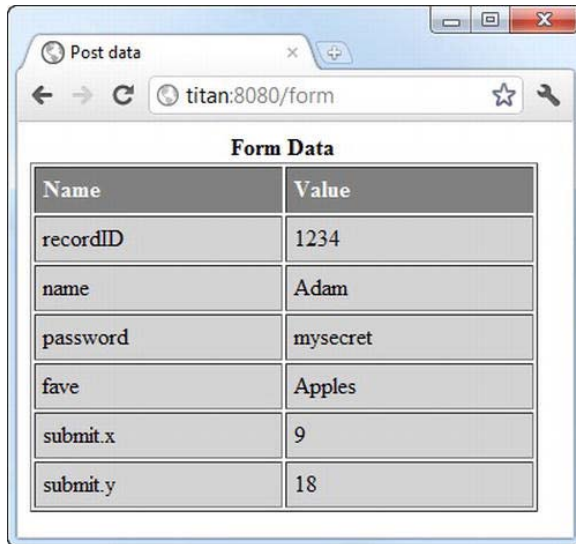 Post data
titan:8080/form
Form Data
Name Value
recordID 1234
name Adam
password mysecret
fave Apples
submit.x 9
submit.y 18